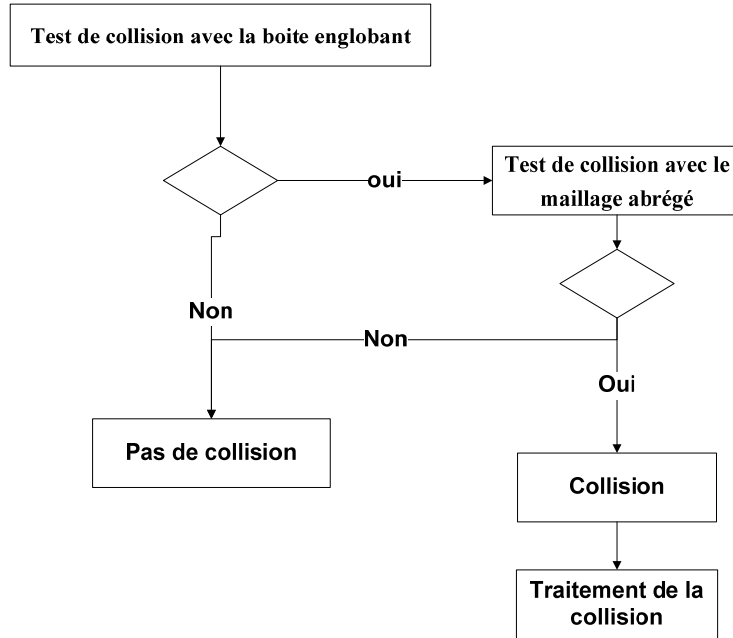 Test de collision avec la boite englobant
oui
Test de collision avec le
maillage abrégé
Non
Non
Oui
Pas de collision
Collision
Traitement de la
collision